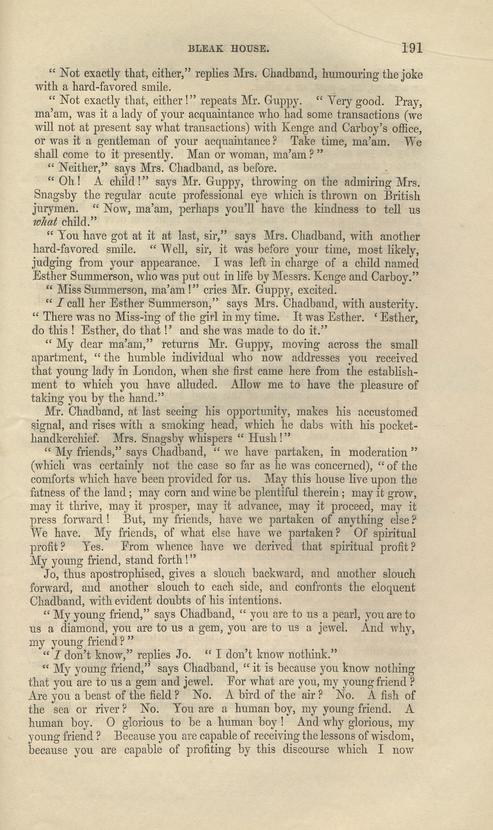 BLEAK HOUSE. 191
“ Not exactly that, either,” replies Mrs. Chadband, humouring the joke
with a hard-favored smile.
“ Not exactly that, either !” repeats Mr. Guppy. “ Very good. Pray,
ma’am, was it a lady of your acquaintance who had some transactions (we
will not at present say what transactions) with Kenge and Carboy’s office,
or was it a gentleman of your acquaintance ? Take time, ma’am. We
shall come to it presently. Man or woman, ma’am ? ”
“ Neither,” says Mrs. Chadband, as before.
“ Oh ! A child !” says Mr. Guppy, throwing on the admiring Mrs.
Snagsby the regular acute professional eye which is thrown on British
jurymen. “ Now, ma’am, perhaps you’ll have the kindness to tell us
what child.”
“ You have got at it at last, sir,” says Mrs. Chadband, with another
hard-favored smile. “ Well, sir, it was before your time, most likely,
judging from your appearance. I was left in charge of a child named
Esther Summerson, who was put out in life by Messrs. Kenge and Carboy.”
“ Miss Summerson, ma’am !” cries Mr. Guppy, excited.
“ I call her Esther Summerson,” says Mrs. Chadband, with austerity.
“ There was no Miss-ing of the girl in my time. It was Esther. ‘ Esther,
do this ! Esther, do that !’ and she was made to do it.”
“ My dear ma’am,” returns Mr. Guppy, moving across the small
apartment, “ the humble individual who now addresses you received
that young lady in London, when she first came here from the establish-
ment to which you have alluded. Allow me to have the pleasure of
taking you by the hand.”
Mr. Chadband, at last seeing his opportunity, makes his accustomed
signal, and rises with a smoking head, which he dabs with his pocket-
handkerchief. Mrs. Snagsby whispers “ Hush !”
“ My friends,” says Chadband, “ we have partaken, in moderation ”
(which was certainly not the case so far as he was concerned), “ of the
comforts which have been provided for us. May this house live upon the
fatness of the land ; may corn and wine be plentiful therein ; may it grow,
may it thrive, may it prosper, may it advance, may it proceed, may it
press forward ! But, my friends, have we partaken of anything else ?
We have. My friends, of what else have we partaken ? Of spiritual
profit ? Yes. From whence have we derived that spiritual profit ?
My young friend, stand forth !”
Jo, thus apostrophised, gives a slouch backward, and another slouch
forward, and another slouch to each side, and confronts the eloquent
Chadband, with evident doubts of his intentions.
“ My young friend,” says Chadband, “ you are to us a pearl, you are to
us a diamond, you are to us a gem, you are to us a jewel. And why,
my young friend ? ”
“ I don’t know,” replies Jo. “ I don’t know nothink.”
“ My young friend,” says Chadband, “ it is because you know nothing
that you are to us a gem and jewel. For what are you, my young friend ?
Are you a beast of the field ? No. A bird of the air ? No. A fish of
the sea or river ? No. You are a human boy, my young friend. A
human boy. O glorious to be a human boy ! And why glorious, my
young friend ? Because you are capable of receiving the lessons of wisdom,
because you are capable of profiting by this discourse which I now